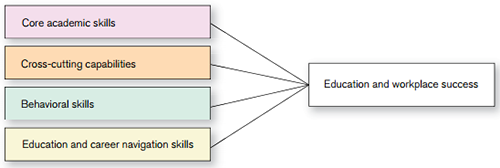 Core academic skills
Cross-cutting capabilities
Behavioral skills
Education and career navigation skills
Education and workplace success